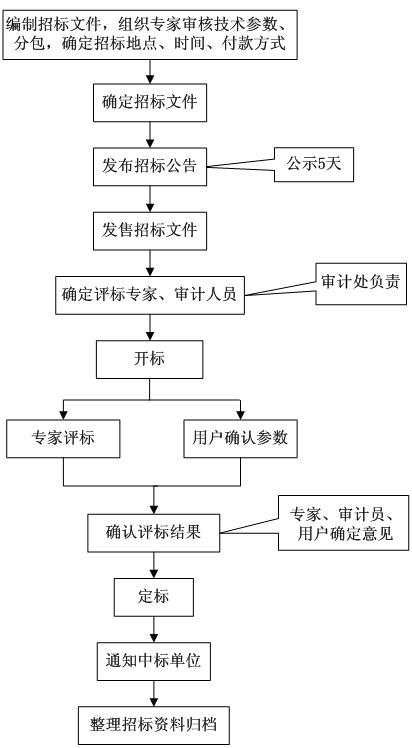 编制招标文件，组织专家审核技术参数、
分包，确定招标地点、时间、付款方式
确定招标文件
发布招标公告
公示5天
发售招标文件
确定评标专家、审计人员
审计处负责
开标
专家评标
用户确认参数
确认评标结果
专家、审计员、
用户确定意见
定标
通知中标单位
整理招标资料归档